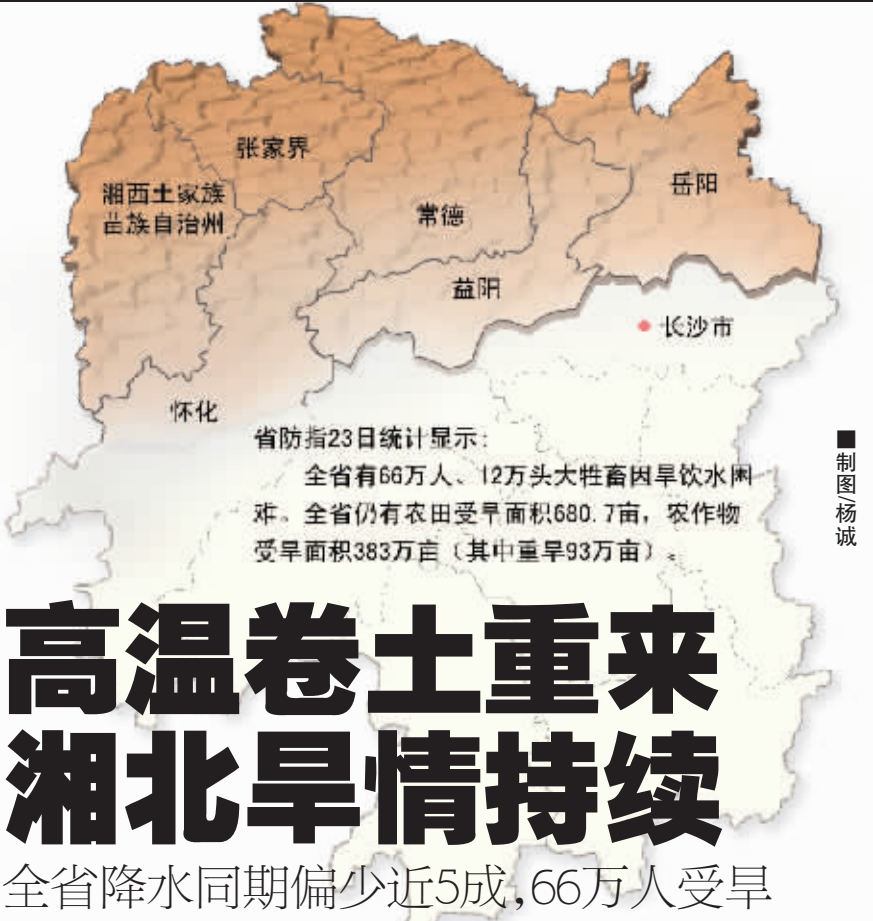 张家界
湘西土家族
苗族自治州
常德
岳阳
益阳
长沙市
怀化
省防指23日统计显示:
全省有66万人、12万头大牲畜因旱饮水困
难。全省仍有农田受旱面积680.7亩，农作物
受旱面积383万亩（其中重旱93万亩）。
■制图/杨诚
高温卷土重来
湘北旱情持续
全省降水同期偏少近5成,66万人受旱